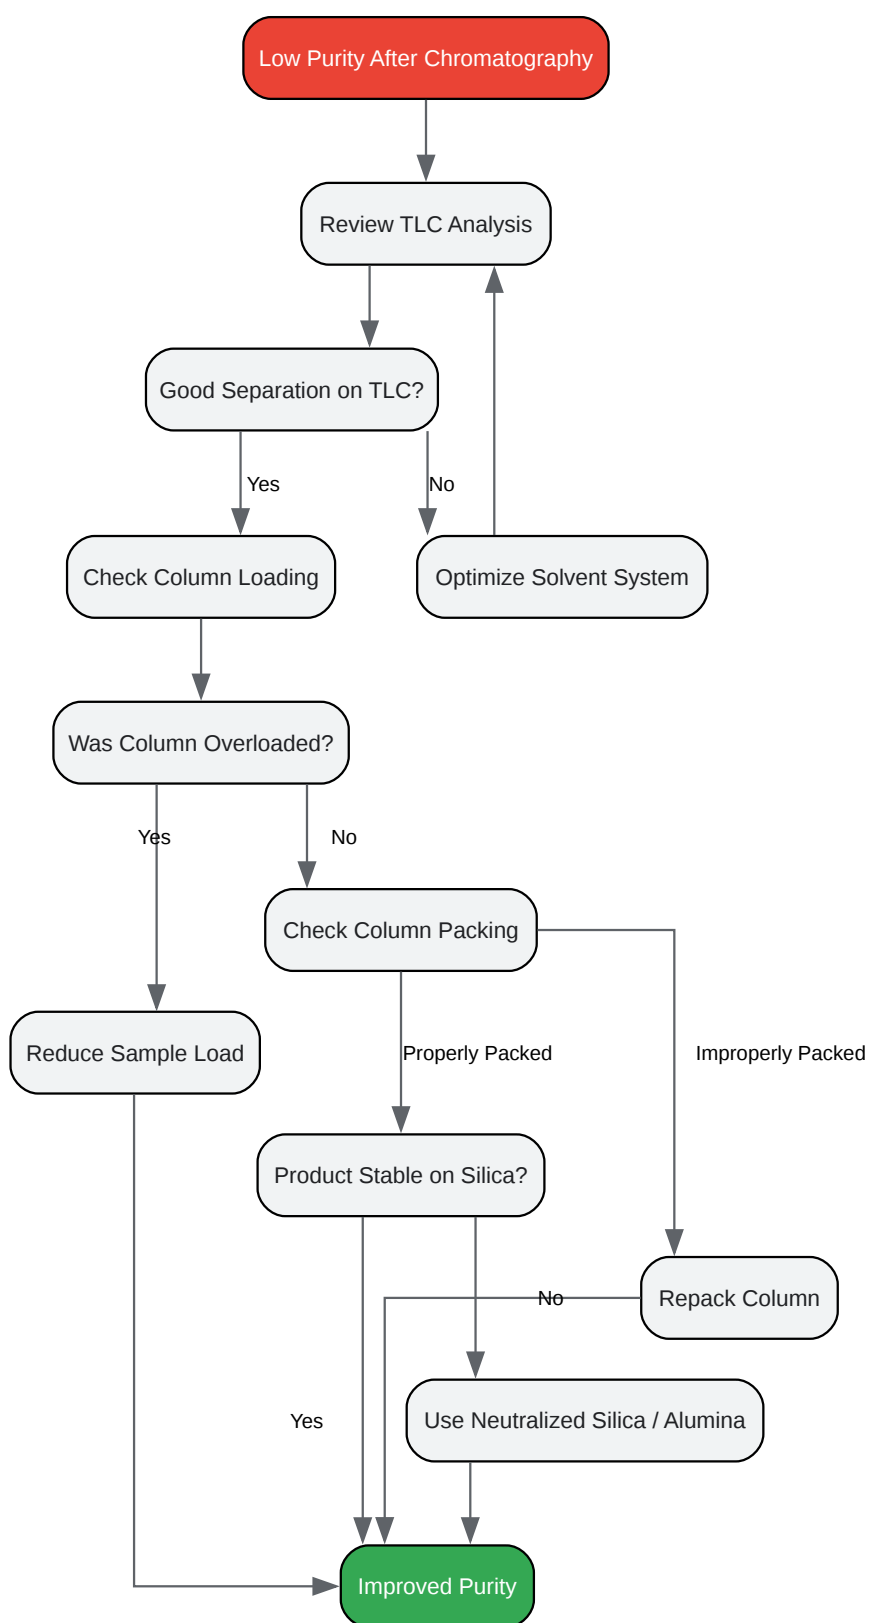 Low Purity After Chromatography
Review TLC Analysis
Good Separation on TLC?
Yes
No
Check Column Loading
Optimize Solvent System
Was Column Overloaded?
Yes
No
Check Column Packing
Reduce Sample Load
Properly Packed
Improperly Packed
Product Stable on Silica?
No
Repack Column
Yes
Use Neutralized Silica / Alumina
Improved Purity